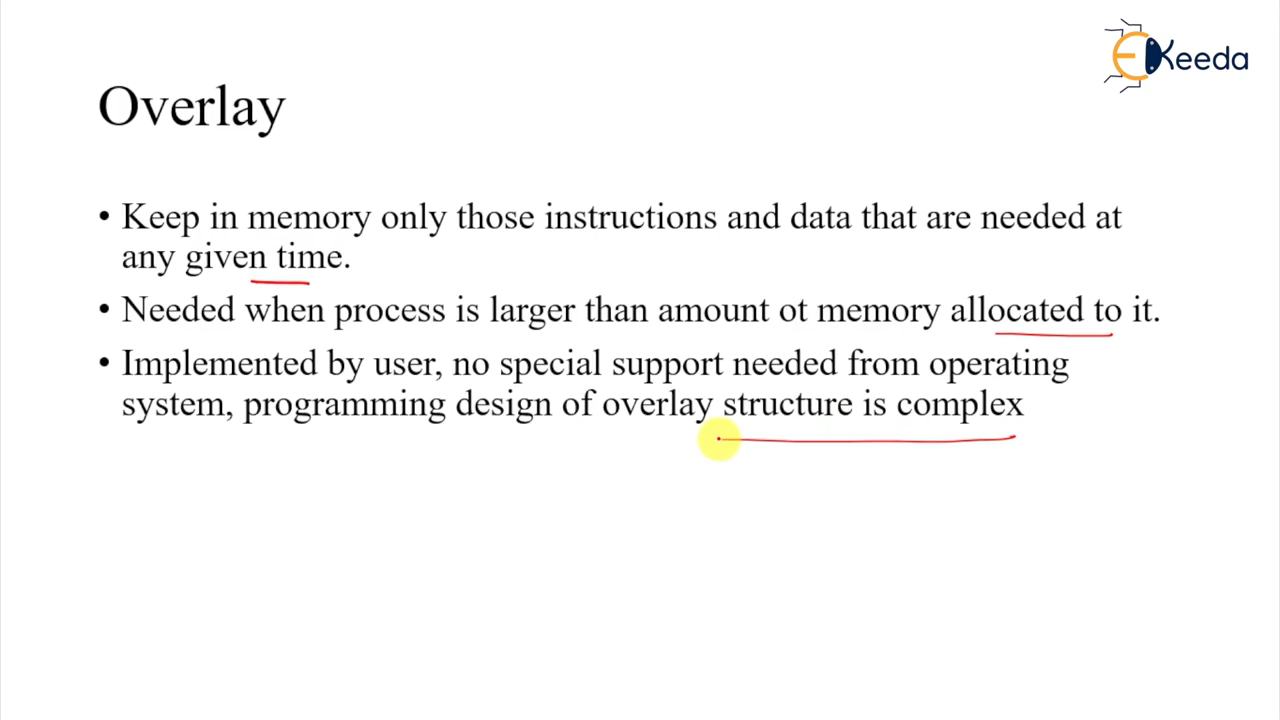 EKeeda
Overlay
• Keep in memory only those instructions and data that are needed at
any given time.
• Needed when process is larger than amount ot memory allocated to it.
• Implemented by user, no special support needed from operating
system, programming design of overlay structure is complex